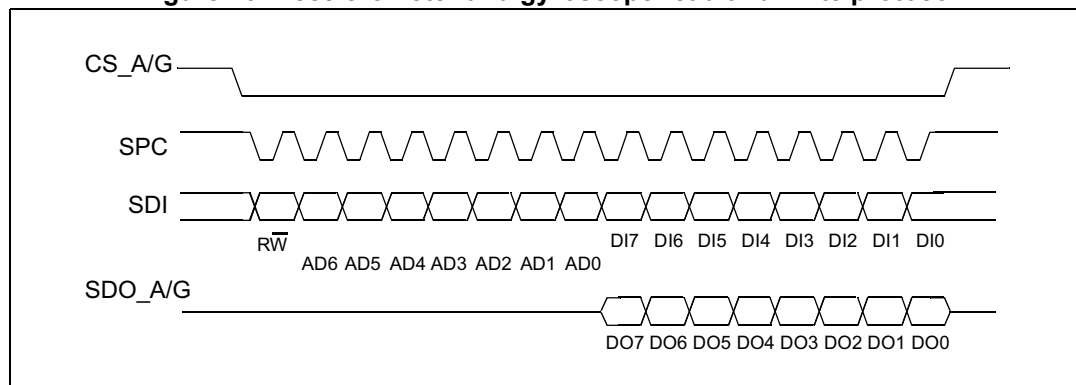 CS_A/G
SPC
SDI
RW̅ DI7 DI6 DI5 DI4 DI3 DI2 DI1 DI0
AD6 AD5 AD4 AD3 AD2 AD1 AD0
SDO_A/G
DO7 DO6 DO5 DO4 DO3 DO2 DO1 DO0